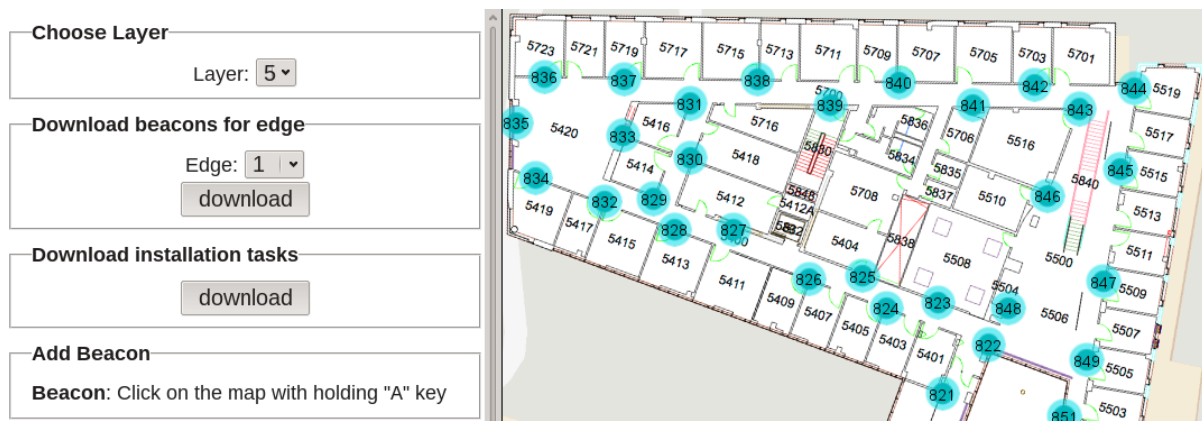 Choose Layer
Layer: 5
Download beacons for edge
Edge: 1
download
Download installation tasks
download
Add Beacon
Beacon: Click on the map with holding "A" key
5723 5721 5719 5717 5715 5713 5711 5709 5707 5705 5703 5701
836 837 838 840 842 844 5519
831 5700 839 841 843
835 5420 833 5416 5716 5836 5706 5516 5517
830 5418 5830 5834 5835 845 5515
834 5414 5848 5708 5837 5510 846 5840
5419 832 829 5412 5412A 5513
5417 5415 828 827 5832 5404 5838 5508 5500 5511
5413 5411 826 825 5504 847 5509
5409 5407 824 823 848 5506 5507
5405 5403 5401 822 849 5505
821 851 5503